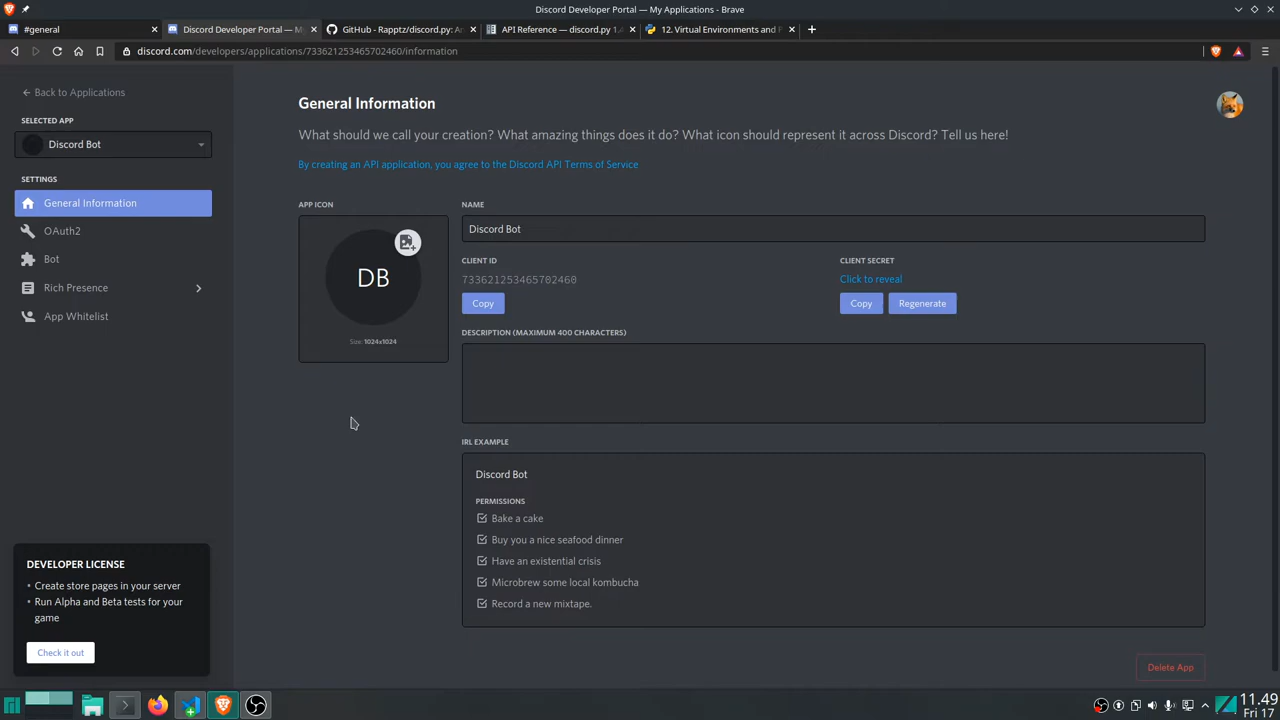 Discord Developer Portal — My Applications - Brave
#general
Discord Developer Portal — M
GitHub - Rapptz/discord.py: A
API Reference — discord.py 1.
12. Virtual Environments and P
discord.com/developers/applications/733621253465702460/information
Back to Applications
SELECTED APP
Discord Bot
SETTINGS
General Information
OAuth2
Bot
Rich Presence
App Whitelist
DEVELOPER LICENSE
• Create store pages in your server
• Run Alpha and Beta tests for your
game
Check it out
General Information
What should we call your creation? What amazing things does it do? What icon should represent it across Discord? Tell us here!
By creating an API application, you agree to the Discord API Terms of Service
APP ICON
DB
Size: 1024x1024
NAME
Discord Bot
CLIENT ID
733621253465702460
Copy
CLIENT SECRET
Click to reveal
Copy
Regenerate
DESCRIPTION (MAXIMUM 400 CHARACTERS)
IRL EXAMPLE
Discord Bot
PERMISSIONS
Bake a cake
Buy you a nice seafood dinner
Have an existential crisis
Microbrew some local kombucha
Record a new mixtape.
Delete App
11.49
Fri 17